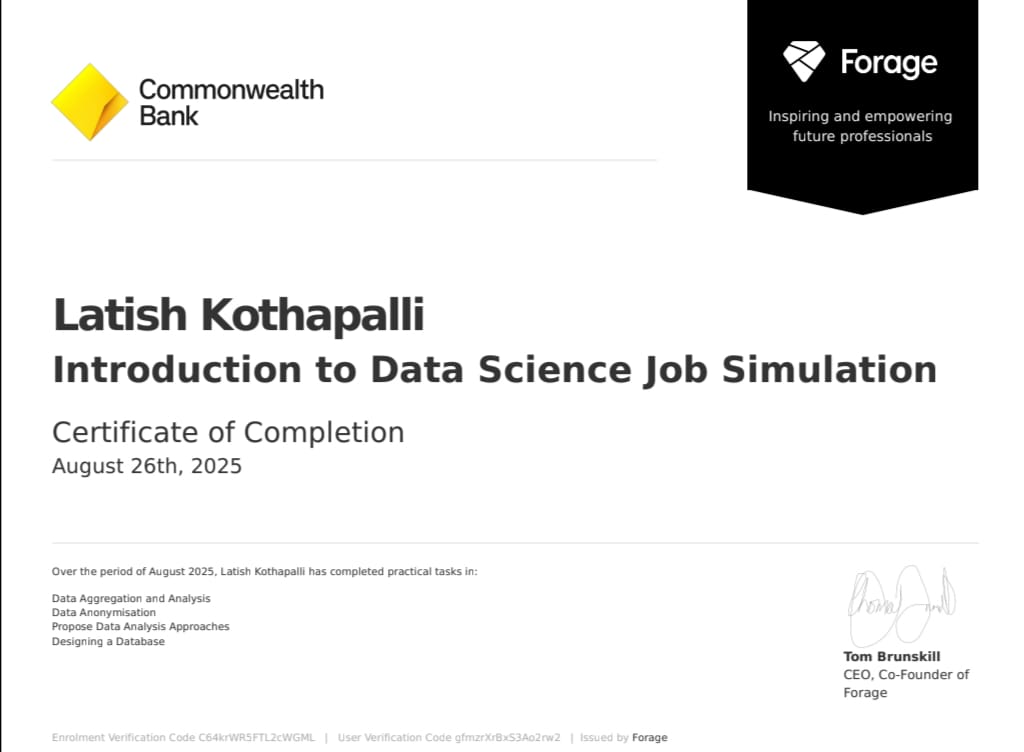 Commonwealth
Bank
Forage
Inspiring and empowering
future professionals
Latish Kothapalli
Introduction to Data Science Job Simulation
Certificate of Completion
August 26th, 2025
Over the period of August 2025, Latish Kothapalli has completed practical tasks in:
Data Aggregation and Analysis
Data Anonymisation
Propose Data Analysis Approaches
Designing a Database
Tom Brunskill
CEO, Co-Founder of
Forage
Enrolment Verification Code C64krWR5FTL2cWGML | User Verification Code gfmzrXrBxS3Ao2rw2 | Issued by Forage